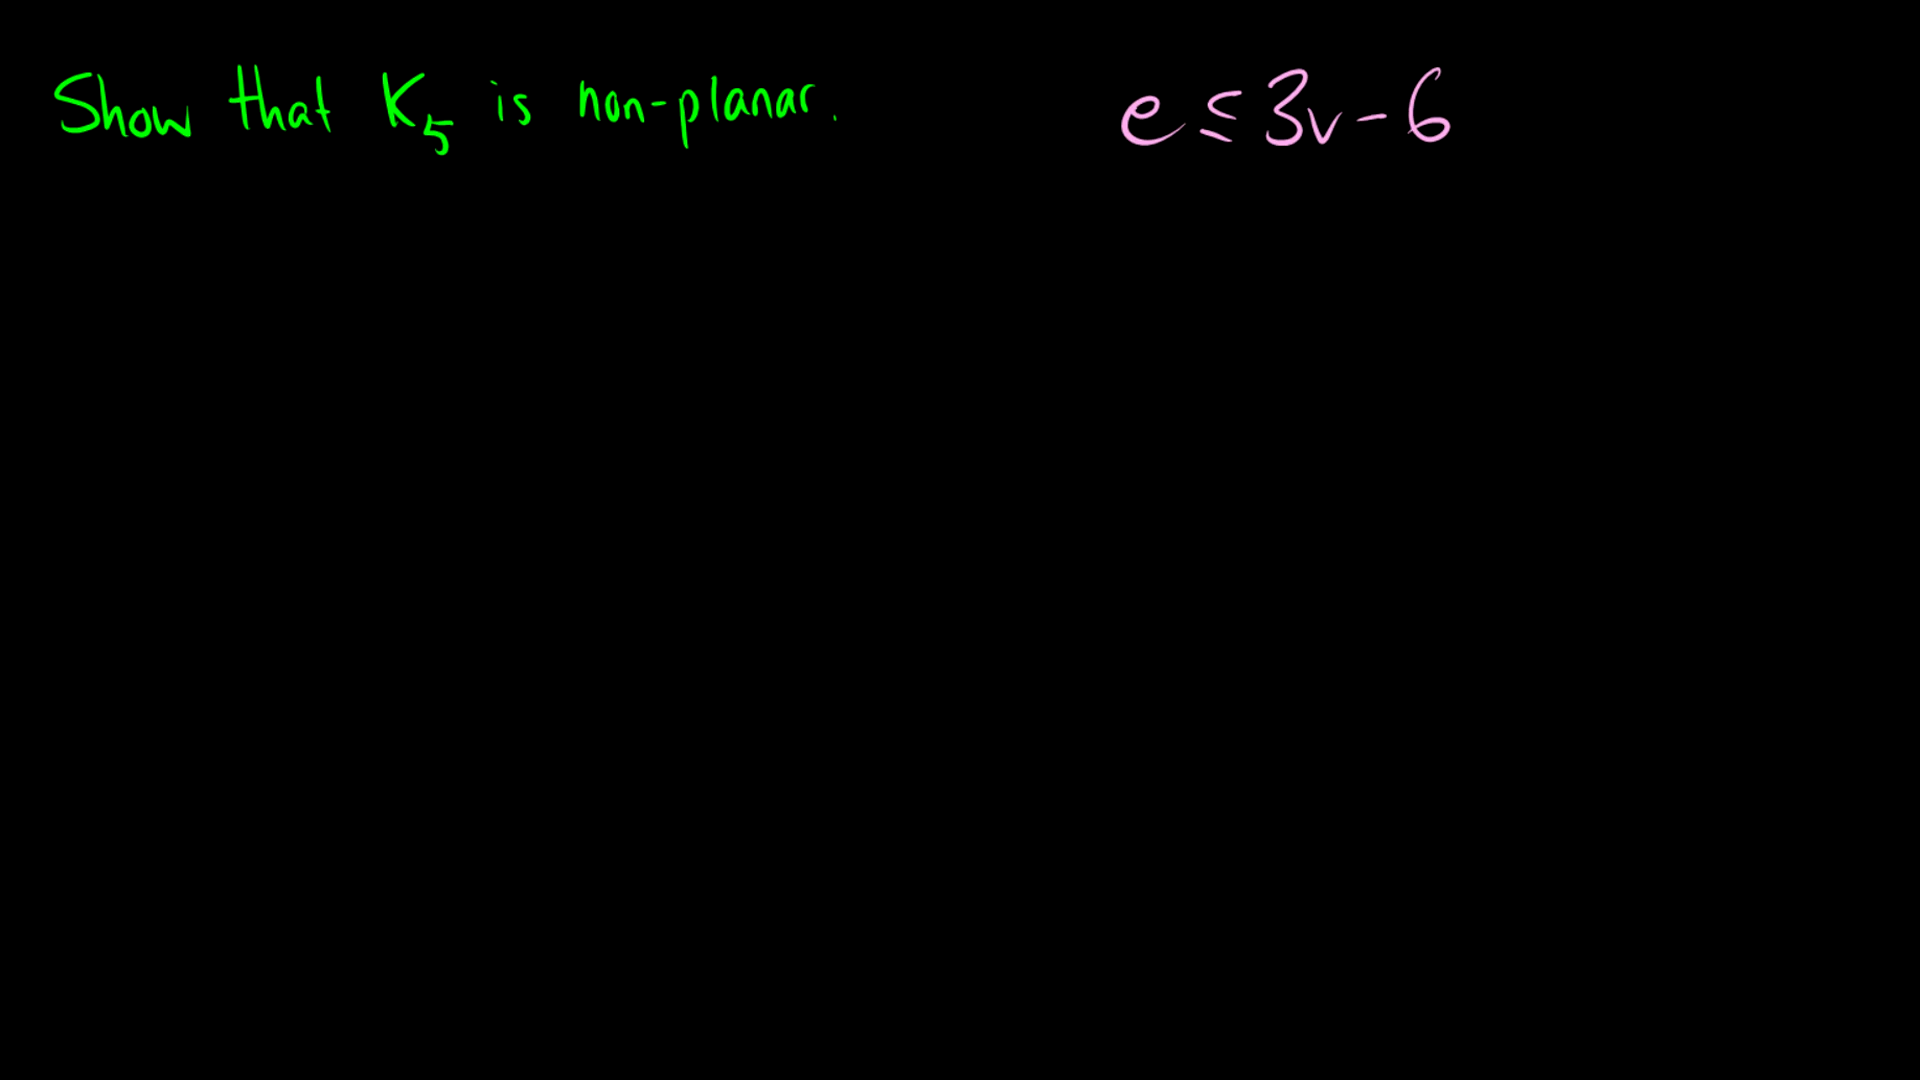 Show that K₅ is non-planar.
e ≤ 3v - 6